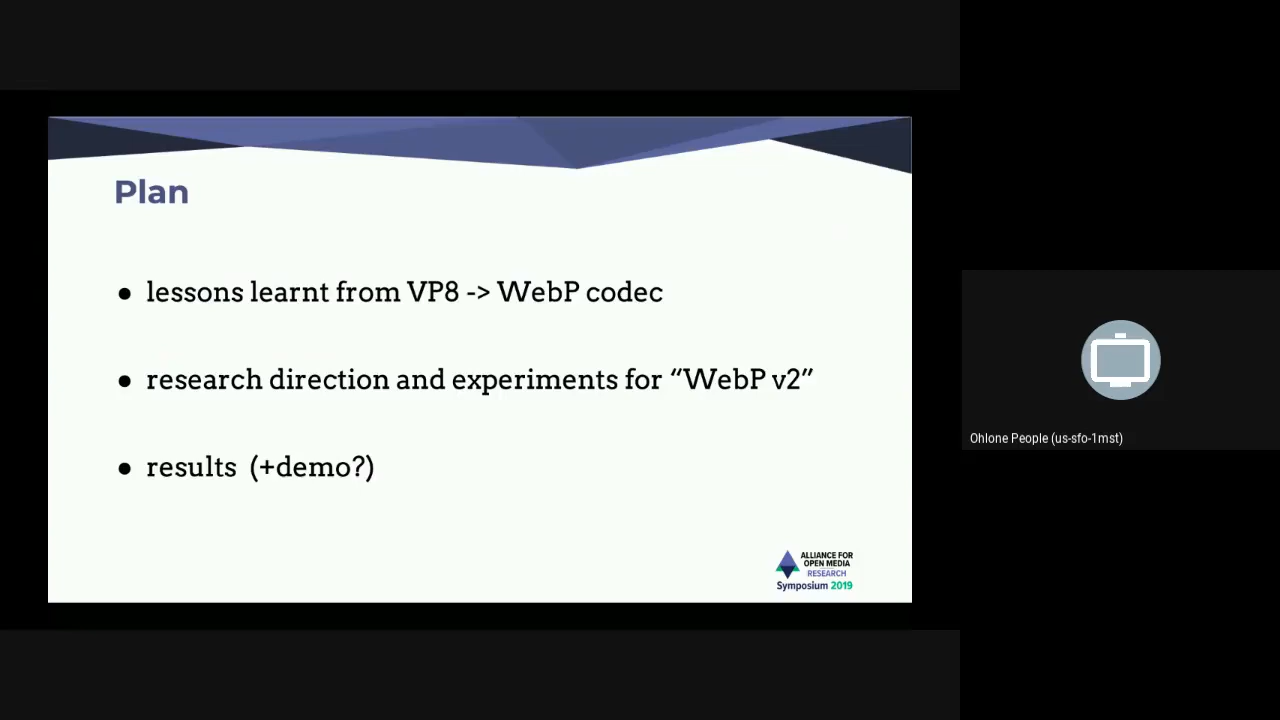 Plan
● lessons learnt from VP8 -> WebP codec
● research direction and experiments for “WebP v2”
● results (+demo?)
ALLIANCE FOR
OPEN MEDIA
RESEARCH
Symposium 2019
Ohlone People (us-sfo-1mst)